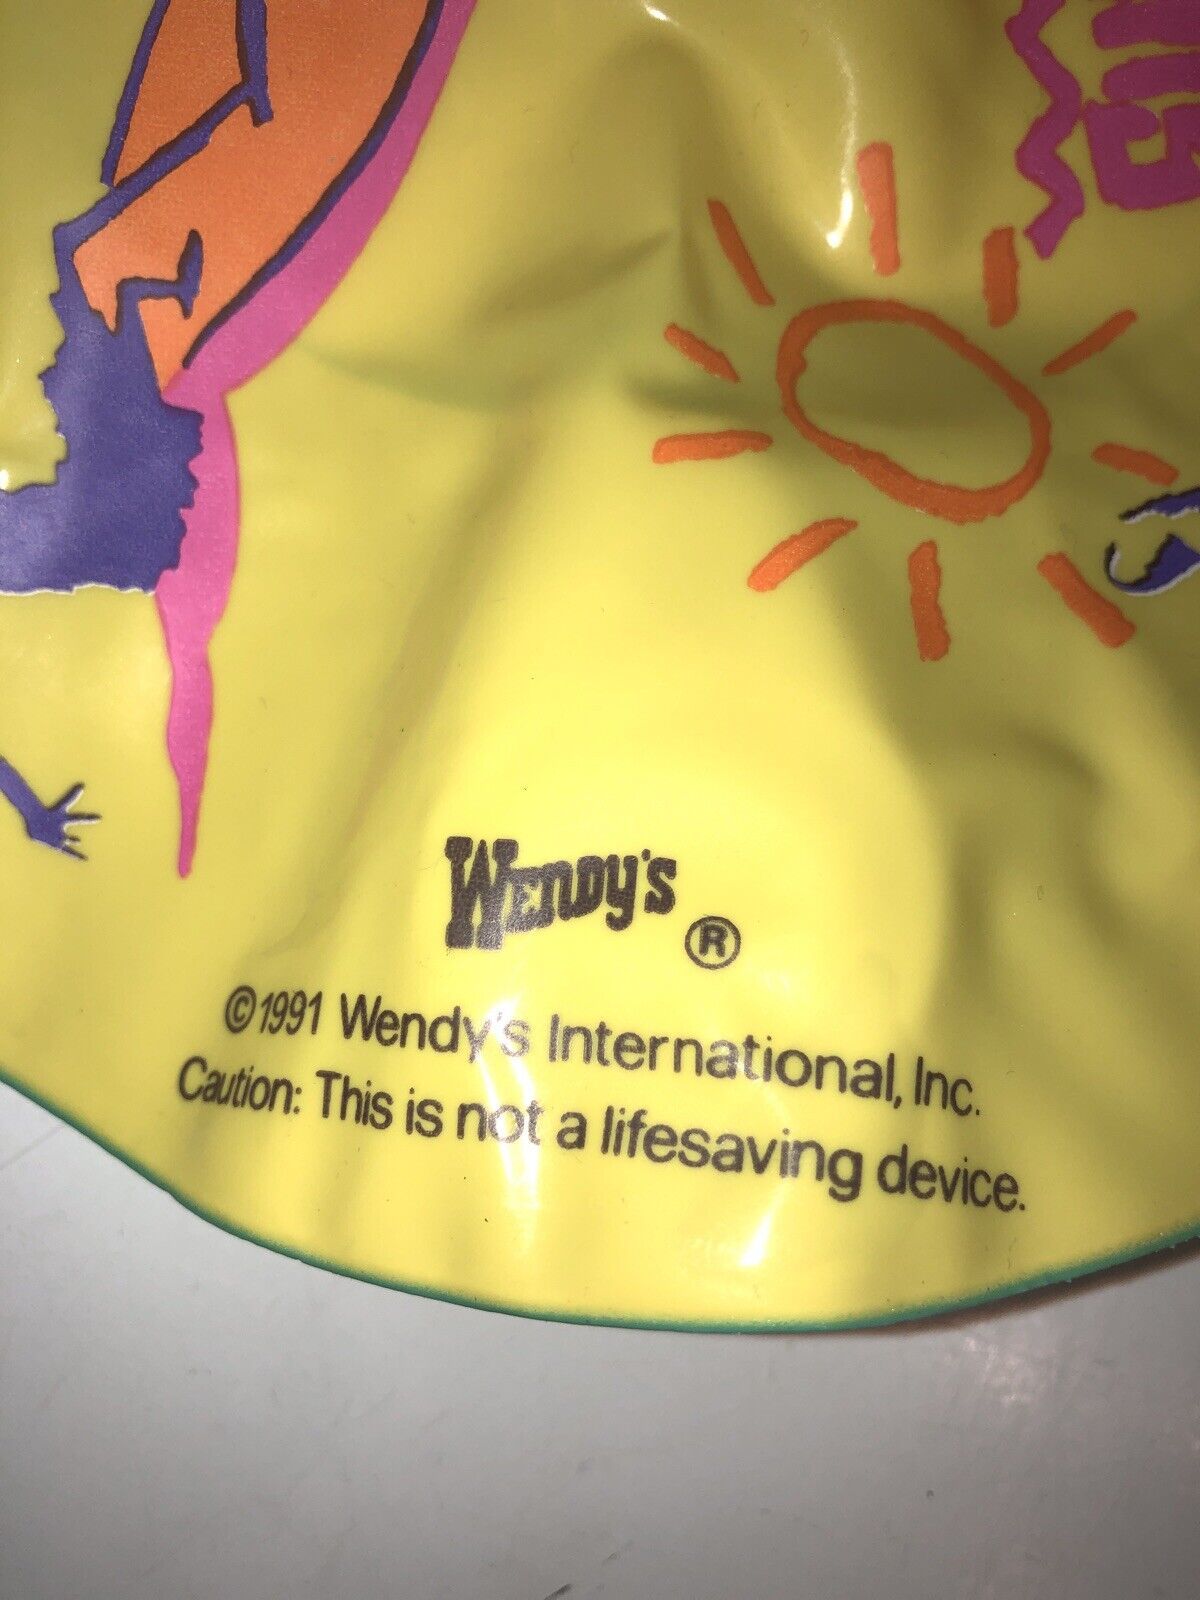 Wendy's ®
©1991 Wendy's International, Inc.
Caution: This is not a lifesaving device.